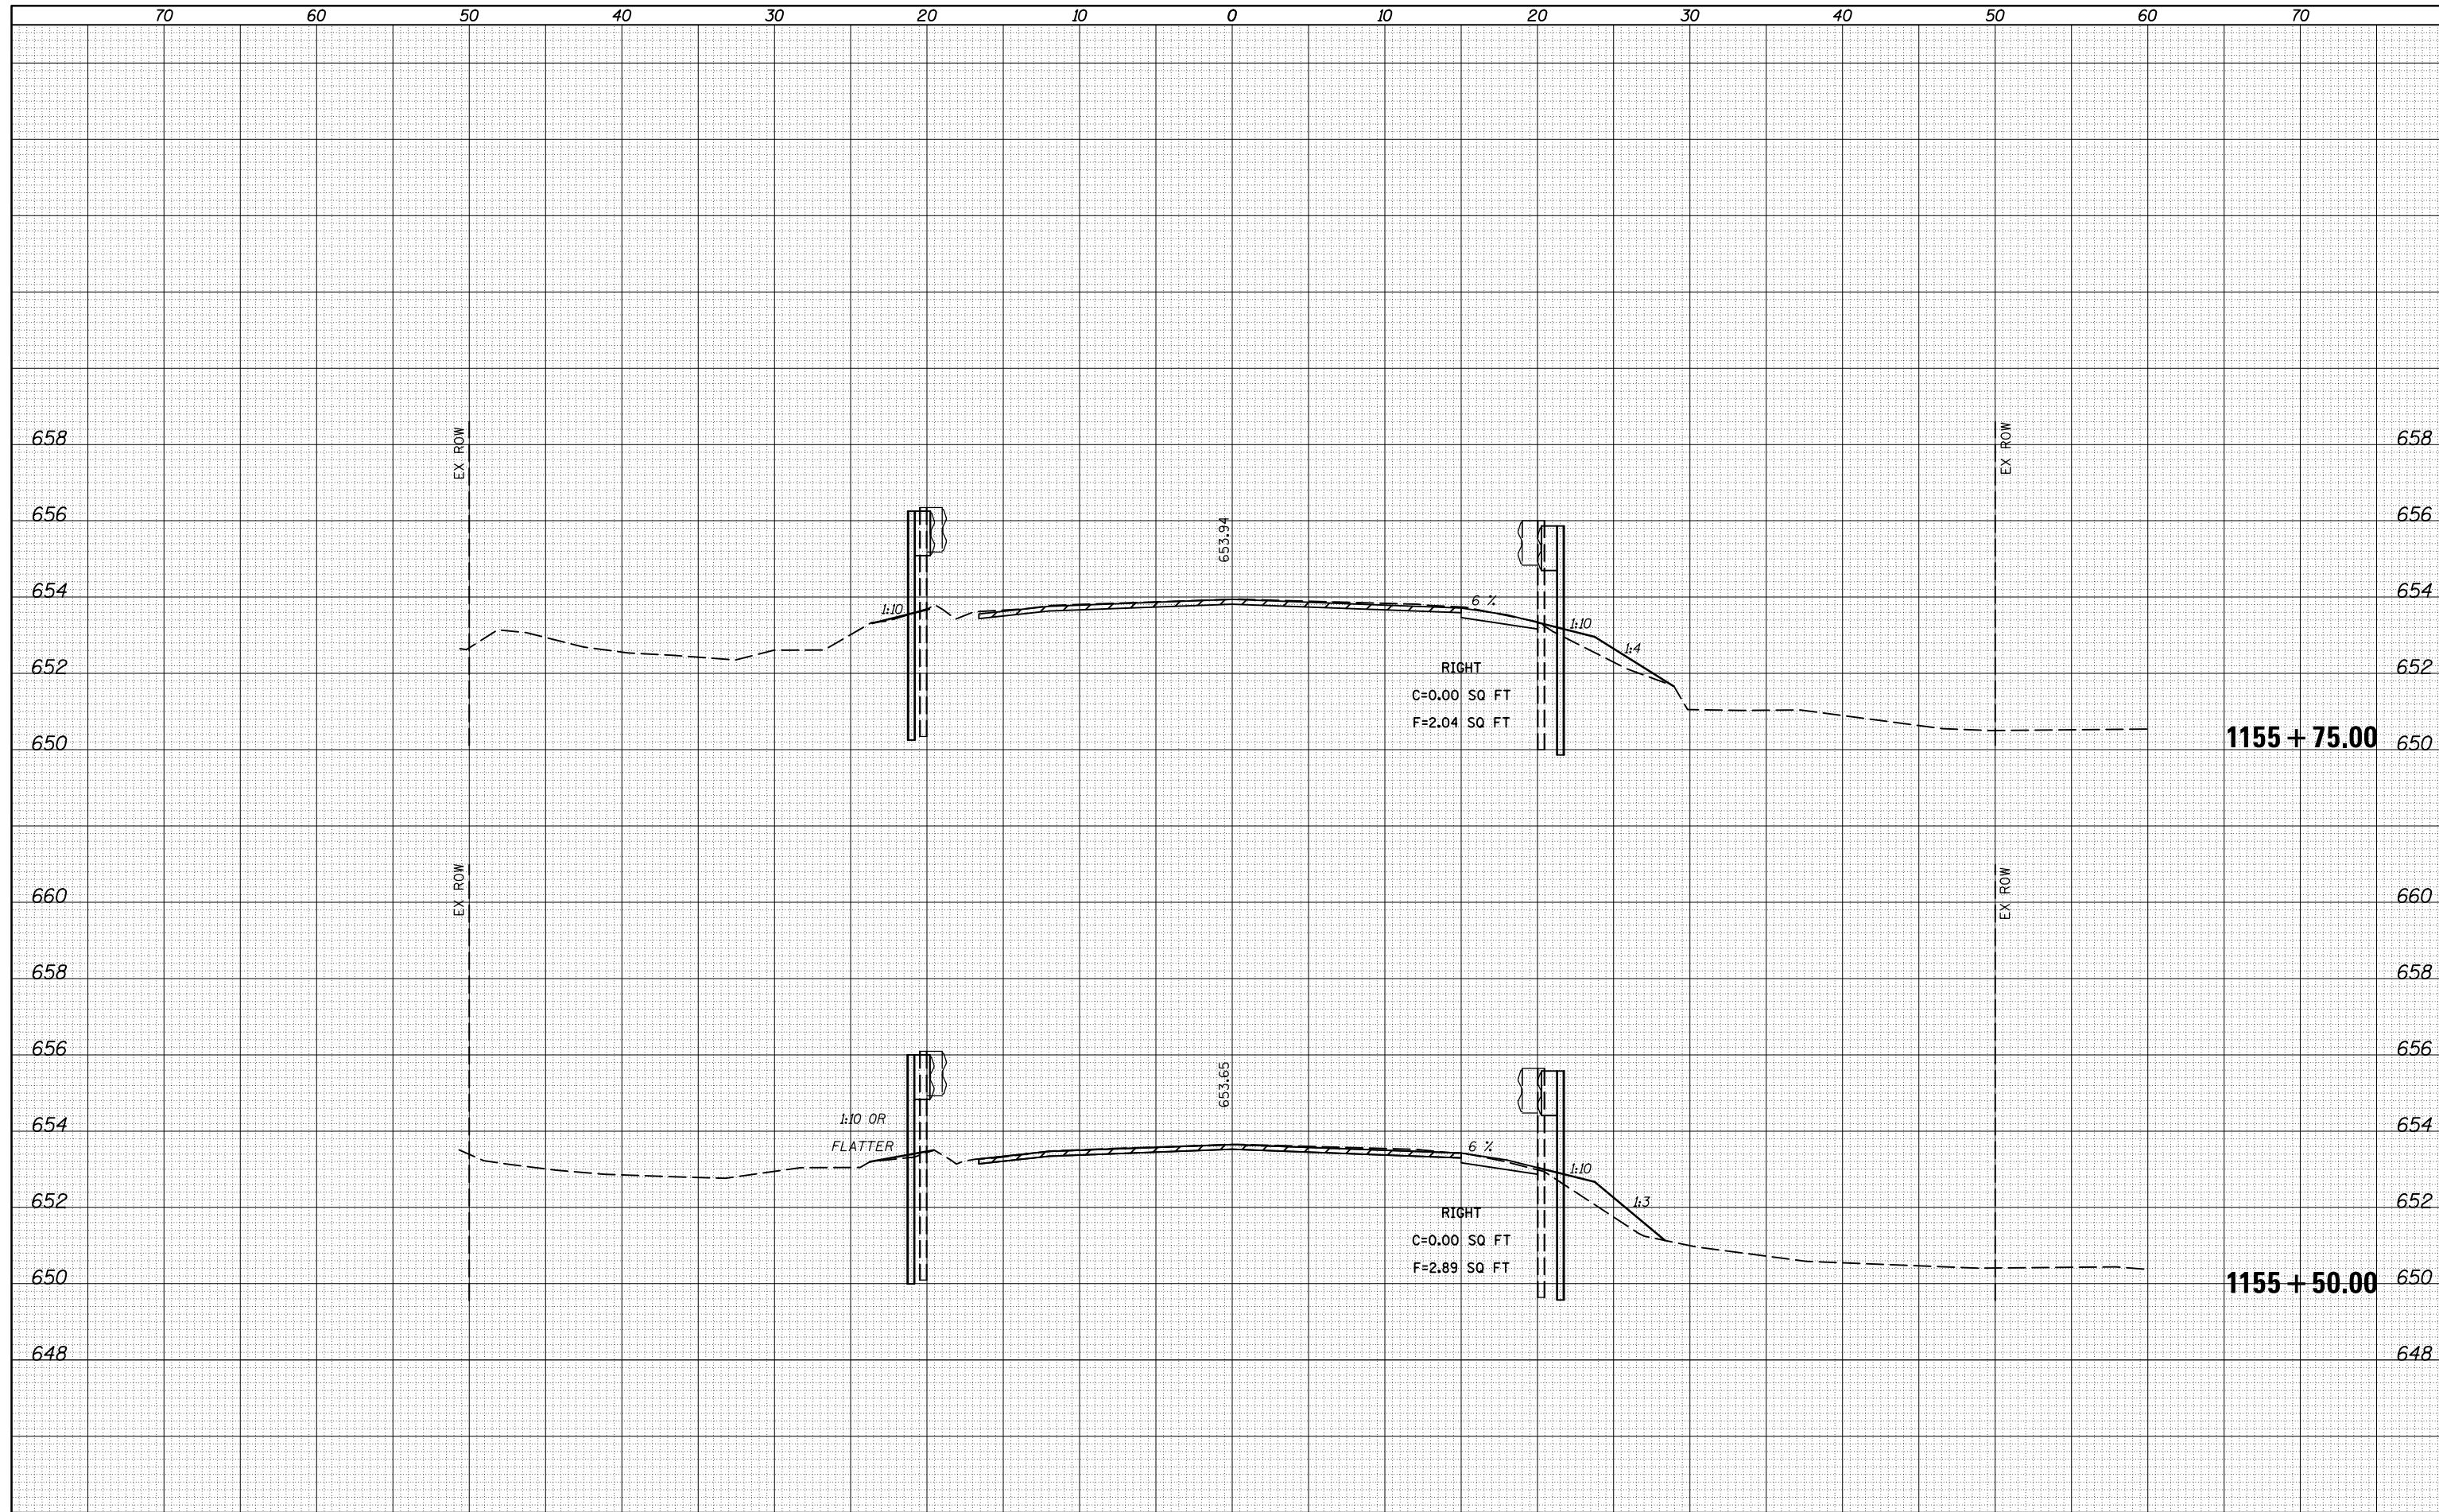 70 60 50 40 30 20 10 0 10 20 30 40 50 60 70
EX ROW
EX ROW
658 658
656 656
653.94
654 654
1:10
6 %
1:10
1:4
652 652
RIGHT
C=0.00 SQ FT
F=2.04 SQ FT
650 650
1155 + 75.00
EX ROW
EX ROW
660 660
658 658
656 656
653.65
654 654
1:10 OR
FLATTER
6 %
1:10
1:3
652 652
RIGHT
C=0.00 SQ FT
F=2.89 SQ FT
650 650
1155 + 50.00
648 648